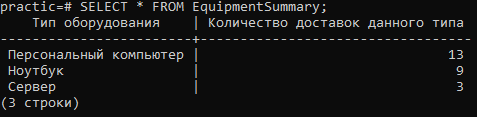 practic=# SELECT * FROM EquipmentSummary;
Тип оборудования | Количество доставок данного типа
-----------------------+----------------------------------
Персональный компьютер | 13
Ноутбук | 9
Сервер | 3
(3 строки)